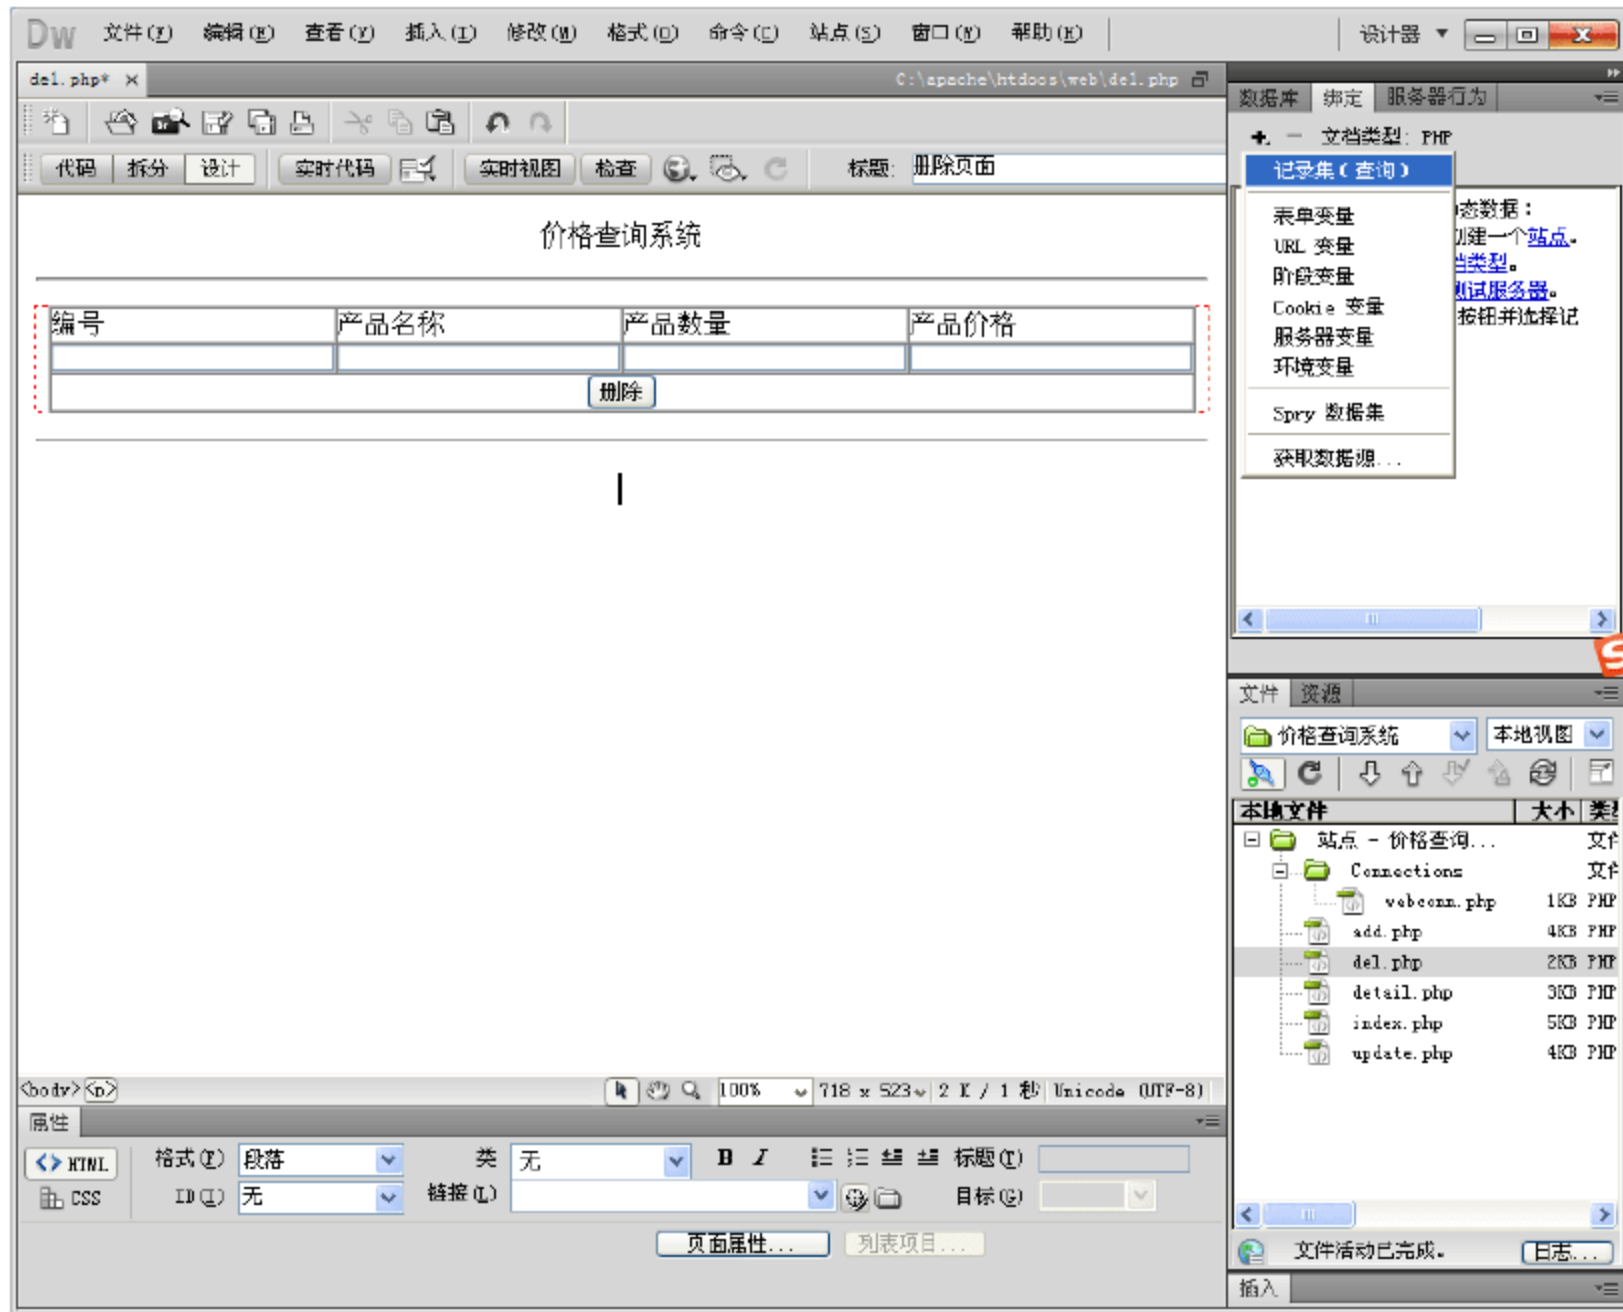 Dw 文件(F) 编辑(E) 查看(V) 插入(I) 修改(M) 格式(O) 命令(C) 站点(S) 窗口(W) 帮助(H) 设计器
del.php* C:\apache\htdocs\web\del.php
代码 拆分 设计 实时代码 实时视图 检查 标题: 删除页面
价格查询系统
编号 产品名称 产品数量 产品价格
删除
<body> <p> 100% 718 x 523 2 K / 1 秒 Unicode (UTF-8)
属性
<> HTML 格式(F) 段落 类 无 B I 标题(T)
CSS ID(I) 无 链接(L) 目标(G)
页面属性... 列表项目...
数据库 绑定 服务器行为
文档类型: PHP
记录集(查询)
表单变量
URL 变量
阶段变量
Cookie 变量
服务器变量
环境变量
Spry 数据集
获取数据源...
态数据:
创建一个站点。
档类型。
测试服务器。
按钮并选择记
文件 资源
价格查询系统 本地视图
本地文件 大小 类型
站点 - 价格查询... 文件
Connections 文件
webconn.php 1KB PHP
add.php 4KB PHP
del.php 2KB PHP
detail.php 3KB PHP
index.php 5KB PHP
update.php 4KB PHP
文件活动已完成。 日志...
插入